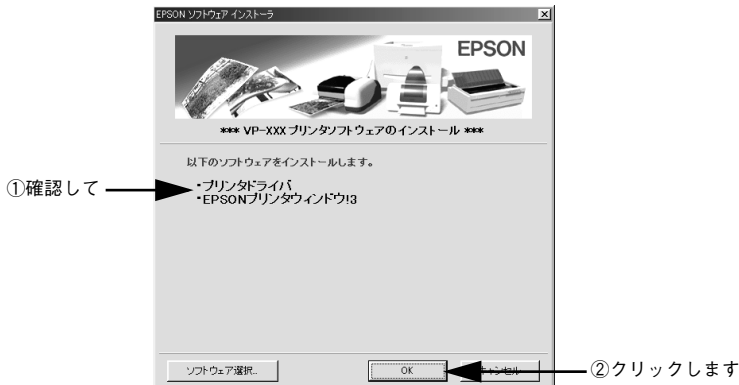 EPSON ソフトウェア インストーラ
EPSON
*** VP-XXX プリンタソフトウェアのインストール ***
以下のソフトウェアをインストールします。
①確認して
・プリンタドライバ
・EPSONプリンタウィンドウ!3
ソフトウェア選択..
OK
キャンセル
②クリックします